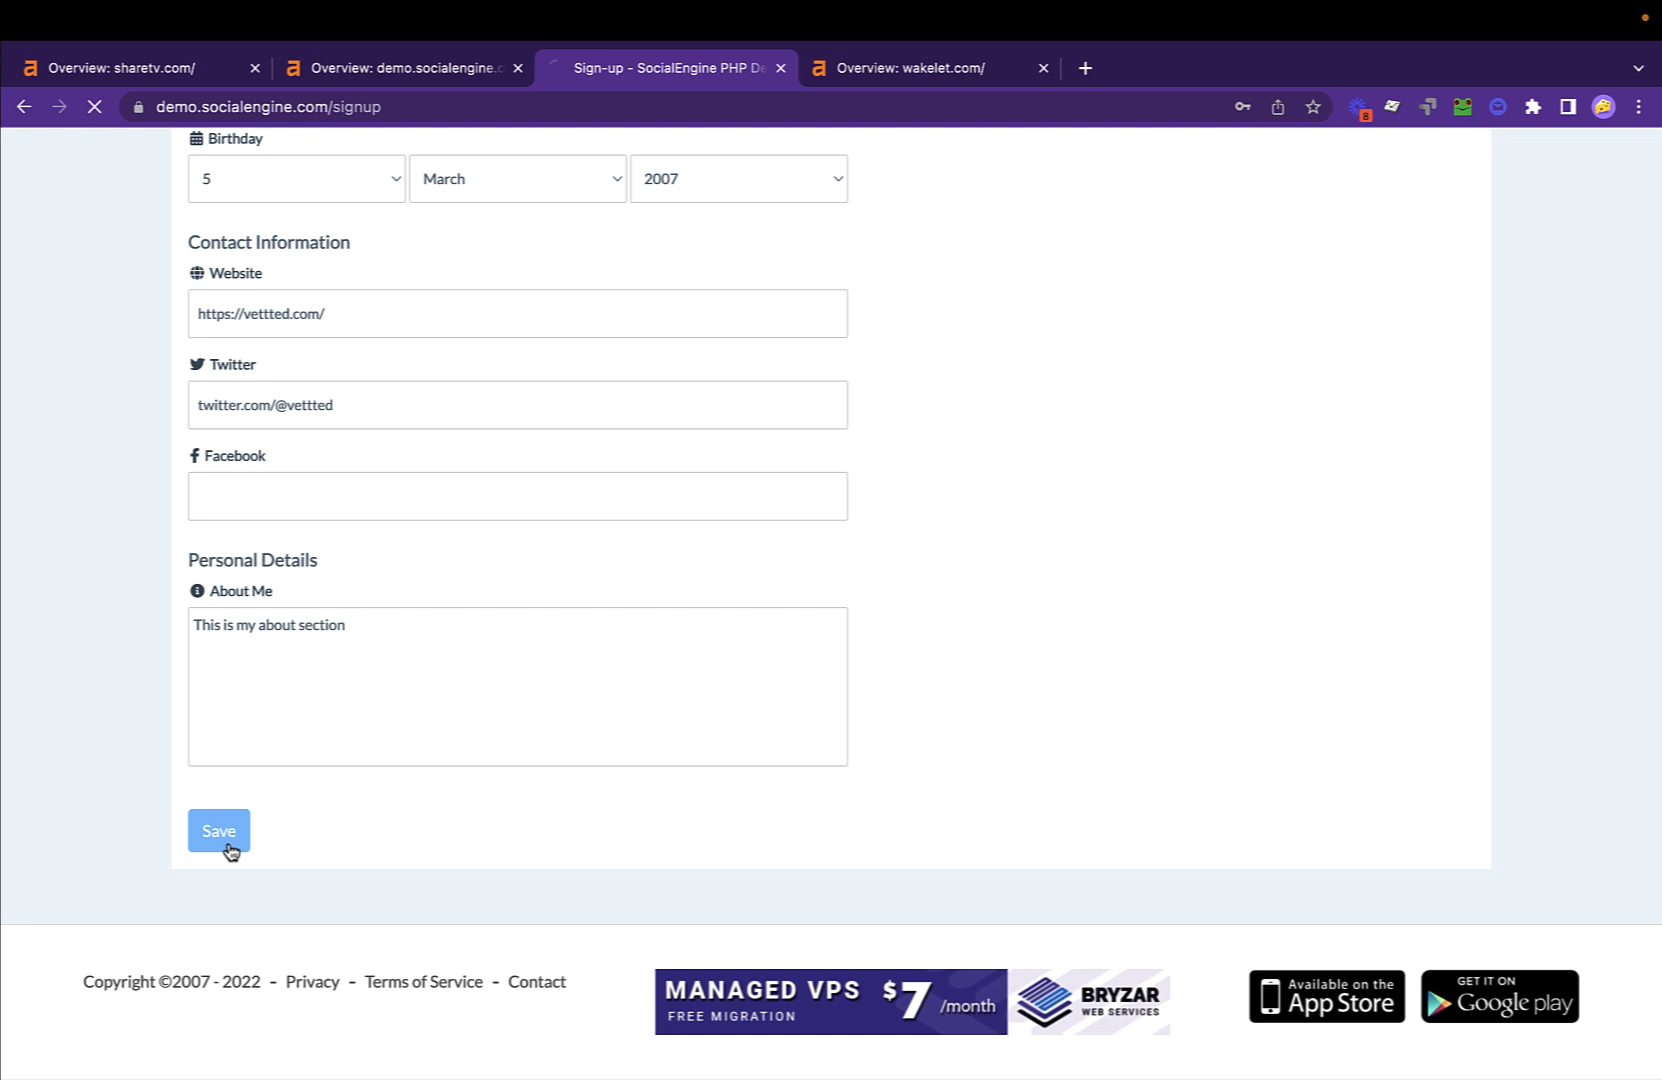 Overview: sharetv.com/
Overview: demo.socialengine.c
Sign-up - SocialEngine PHP De
Overview: wakelet.com/
demo.socialengine.com/signup
8
Birthday
5
March
2007
Contact Information
Website
https://vettted.com/
Twitter
twitter.com/@vettted
Facebook
Personal Details
About Me
This is my about section
Save
Copyright ©2007 - 2022 - Privacy - Terms of Service - Contact
MANAGED VPS $7 /month
FREE MIGRATION
BRYZAR
WEB SERVICES
Available on the
App Store
GET IT ON
Google play